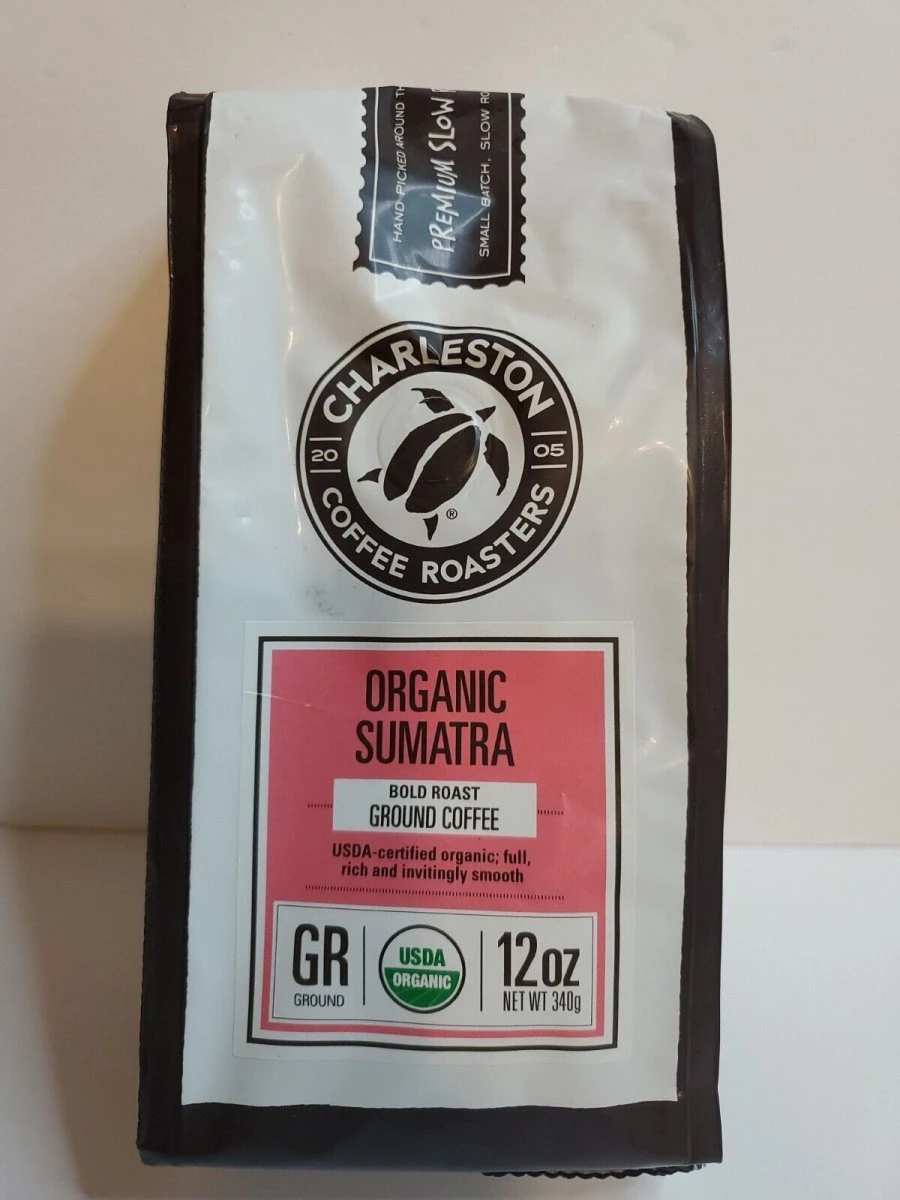 HAND PICKED AROUND
PREMIUM SLOW
SMALL BATCH, SLOW
CHARLESTON
20 05
COFFEE ROASTERS
®
ORGANIC
SUMATRA
BOLD ROAST
GROUND COFFEE
USDA-certified organic; full,
rich and invitingly smooth
GR
GROUND
USDA
ORGANIC
12oz
NET WT 340g